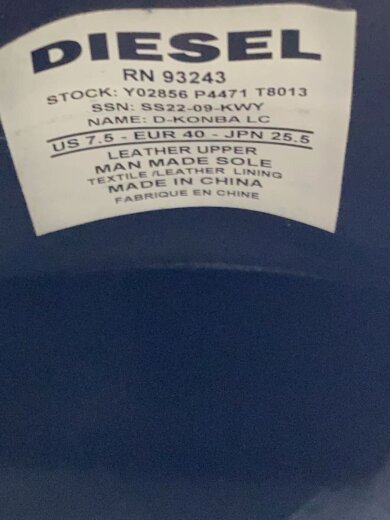 DIESEL
RN 93243
STOCK: Y02856 P4471 T8013
SSN: SS22-09-KWY
NAME: D-KONBA LC
US 7.5 - EUR 40 - JPN 25.5
LEATHER UPPER
MAN MADE SOLE
TEXTILE /LEATHER LINING
MADE IN CHINA
FABRIQUE EN CHINE